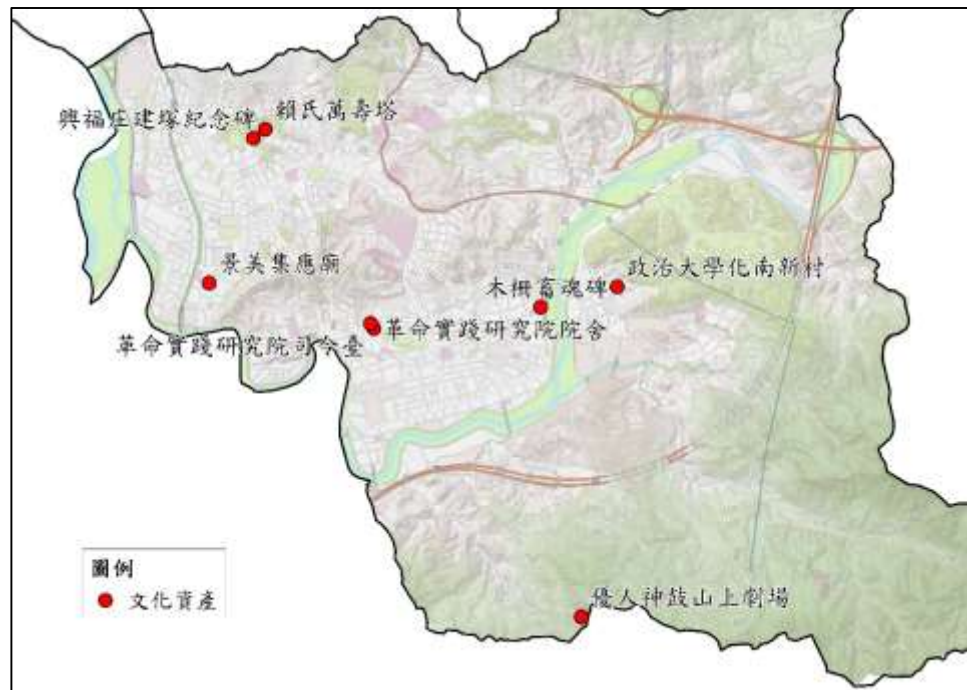 賴氏萬壽塔
興福庄建塚紀念碑
景美集應廟
政治大學化南新村
木柵畜魂碑
革命實踐研究院院舍
革命實踐研究院司令臺
優人神鼓山上劇場
圖例
文化資產